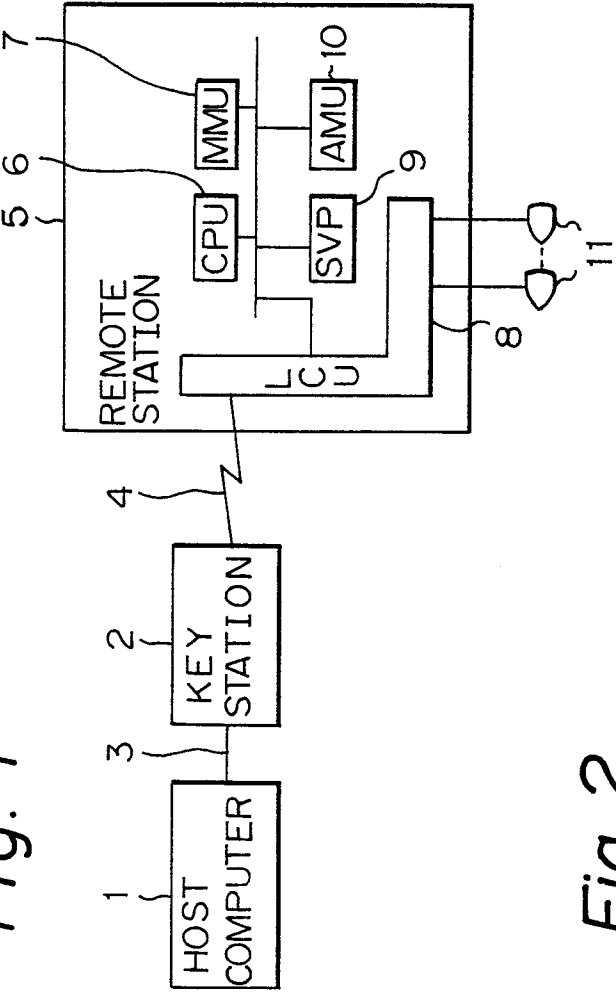 Fig. 1
1
HOST
COMPUTER
3
2
KEY
STATION
4
5
6
7
REMOTE
STATION
CPU
MMU
LCU
SVP
AMU
9
10
8
11
Fig. 2